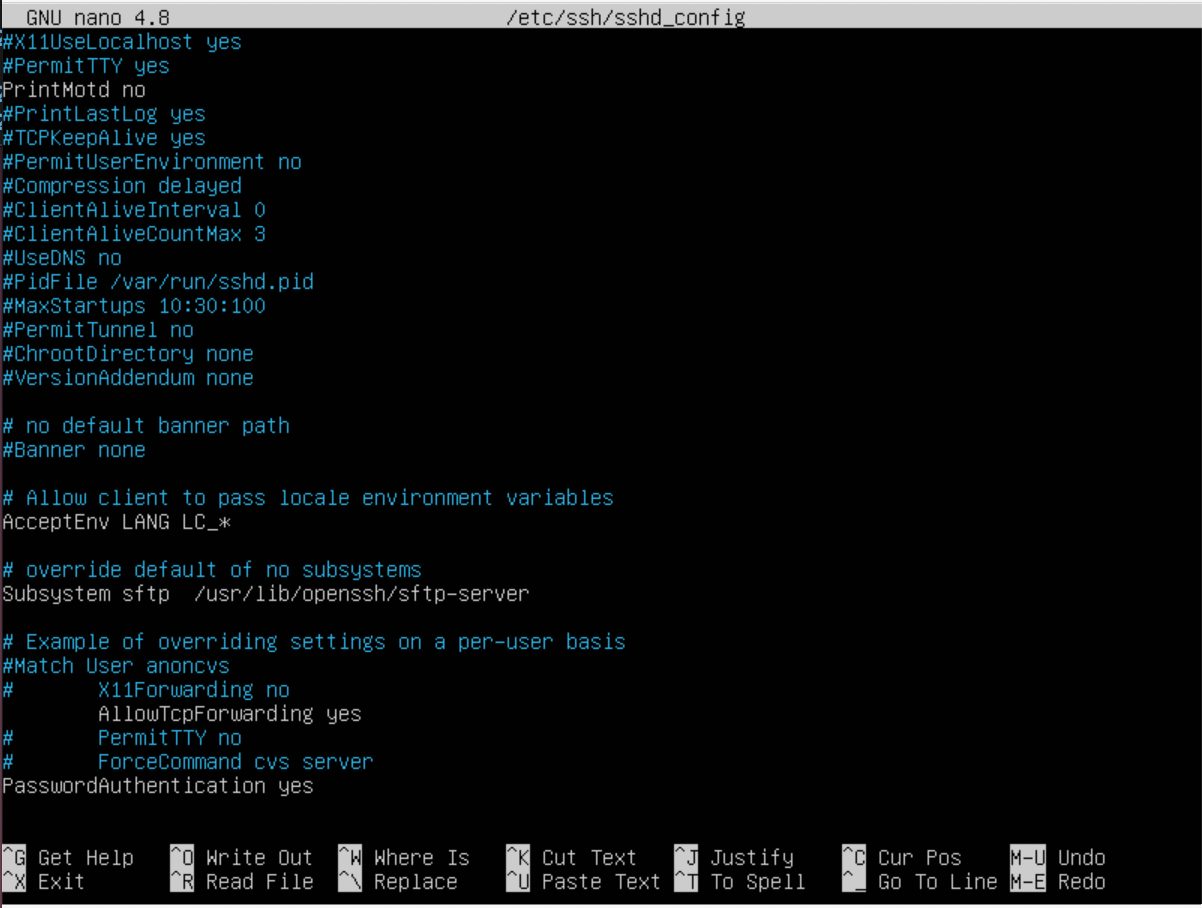 GNU nano 4.8 /etc/ssh/sshd_config
#X11UseLocalhost yes
#PermitTTY yes
PrintMotd no
#PrintLastLog yes
#TCPKeepAlive yes
#PermitUserEnvironment no
#Compression delayed
#ClientAliveInterval 0
#ClientAliveCountMax 3
#UseDNS no
#PidFile /var/run/sshd.pid
#MaxStartups 10:30:100
#PermitTunnel no
#ChrootDirectory none
#VersionAddendum none
# no default banner path
#Banner none
# Allow client to pass locale environment variables
AcceptEnv LANG LC_*
# override default of no subsystems
Subsystem sftp  /usr/lib/openssh/sftp-server
# Example of overriding settings on a per-user basis
#Match User anoncvs
#       X11Forwarding no
        AllowTcpForwarding yes
#       PermitTTY no
#       ForceCommand cvs server
PasswordAuthentication yes
^G Get Help ^O Write Out ^W Where Is ^K Cut Text ^J Justify ^C Cur Pos M-U Undo
^X Exit ^R Read File ^\ Replace ^U Paste Text ^T To Spell ^_ Go To Line M-E Redo